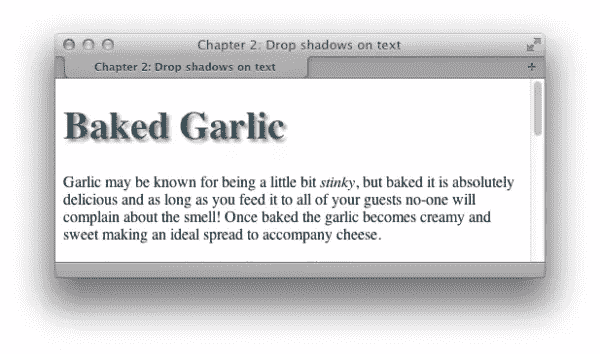 Chapter 2: Drop shadows on text
Chapter 2: Drop shadows on text
Baked Garlic
Garlic may be known for being a little bit stinky, but baked it is absolutely
delicious and as long as you feed it to all of your guests no-one will
complain about the smell! Once baked the garlic becomes creamy and
sweet making an ideal spread to accompany cheese.